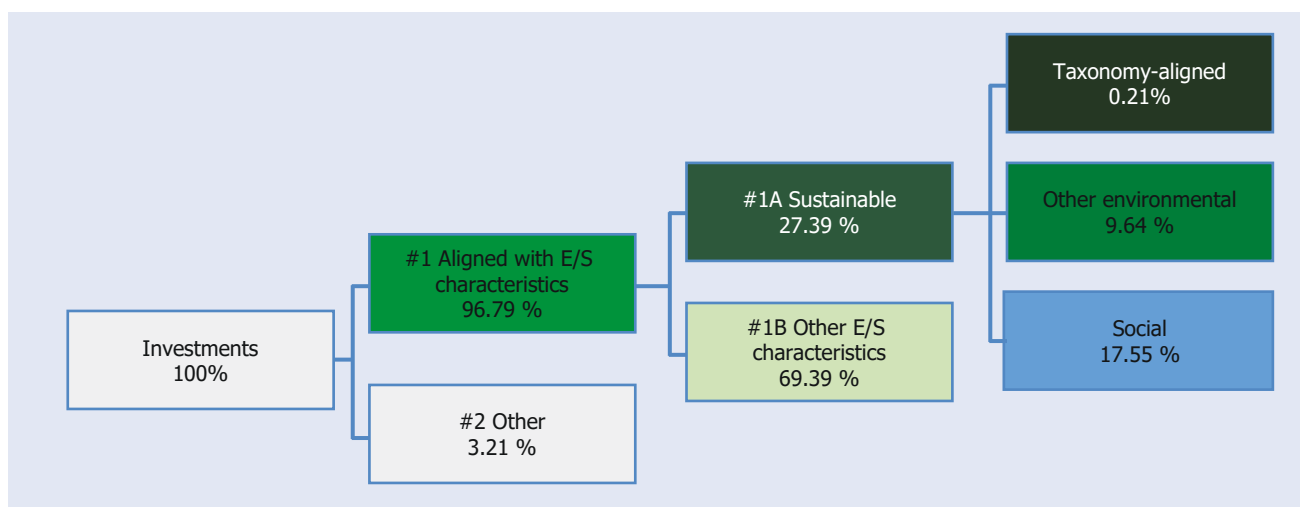 Investments
100%
#1 Aligned with E/S
characteristics
96.79 %
#2 Other
3.21 %
#1A Sustainable
27.39 %
#1B Other E/S
characteristics
69.39 %
Taxonomy-aligned
0.21%
Other environmental
9.64 %
Social
17.55 %